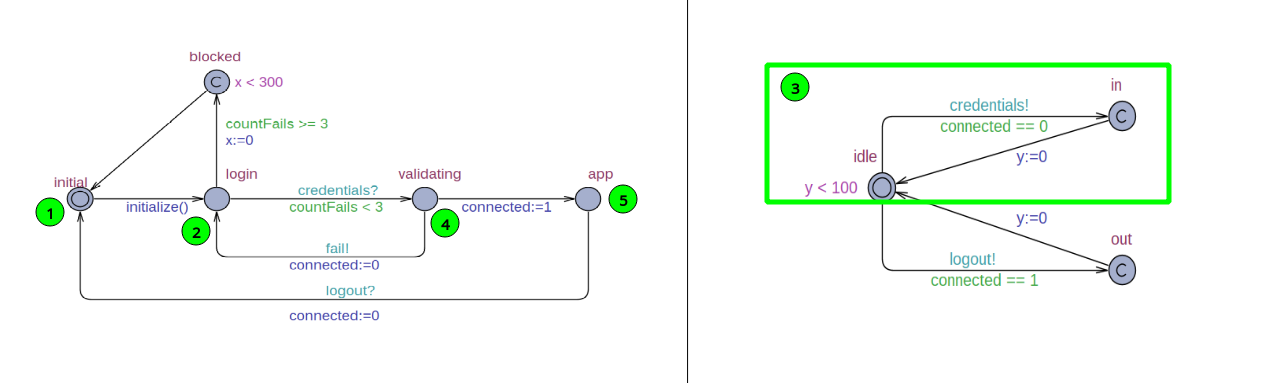 blocked
C
x < 300
countFails >= 3
x:=0
initial
login
validating
app
1
initialize()
credentials?
countFails < 3
connected:=1
5
2
4
fail!
connected:=0
logout?
connected:=0
3
in
credentials!
C
connected == 0
idle
y:=0
y < 100
y:=0
out
logout!
C
connected == 1